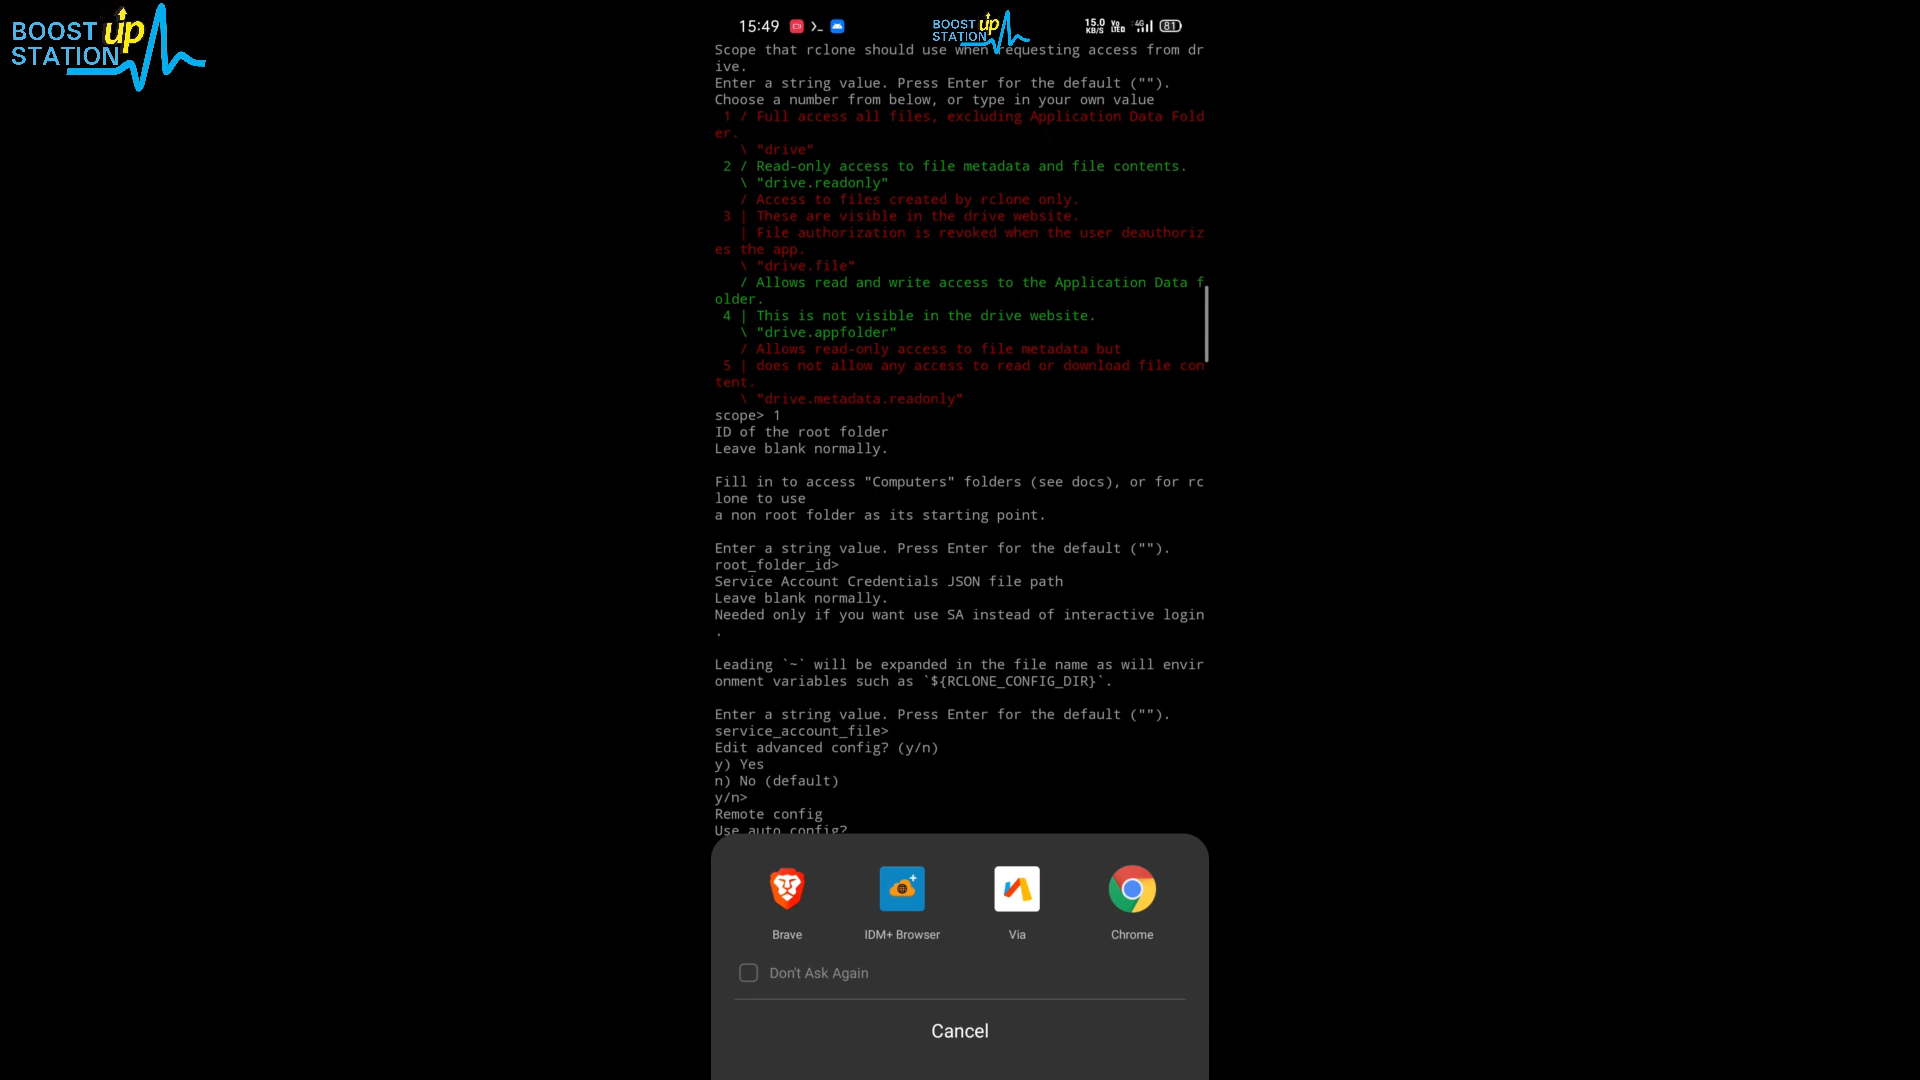 BOOST up
STATION
15:49
BOOST up
STATION
15.0
KB/S
Vo
LTE
4G
81
Scope that rclone should use when requesting access from dr
ive.
Enter a string value. Press Enter for the default ("").
Choose a number from below, or type in your own value
1 / Full access all files, excluding Application Data Fold
er.
\ "drive"
2 / Read-only access to file metadata and file contents.
\ "drive.readonly"
/ Access to files created by rclone only.
3 | These are visible in the drive website.
| File authorization is revoked when the user deauthoriz
es the app.
\ "drive.file"
/ Allows read and write access to the Application Data f
older.
4 | This is not visible in the drive website.
\ "drive.appfolder"
/ Allows read-only access to file metadata but
5 | does not allow any access to read or download file con
tent.
\ "drive.metadata.readonly"
scope> 1
ID of the root folder
Leave blank normally.
Fill in to access "Computers" folders (see docs), or for rc
lone to use
a non root folder as its starting point.
Enter a string value. Press Enter for the default ("").
root_folder_id>
Service Account Credentials JSON file path
Leave blank normally.
Needed only if you want use SA instead of interactive login
.
Leading `~` will be expanded in the file name as will envir
onment variables such as `${RCLONE_CONFIG_DIR}`.
Enter a string value. Press Enter for the default ("").
service_account_file>
Edit advanced config? (y/n)
y) Yes
n) No (default)
y/n>
Remote config
Use auto config?
Brave
IDM+ Browser
Via
Chrome
Don't Ask Again
Cancel